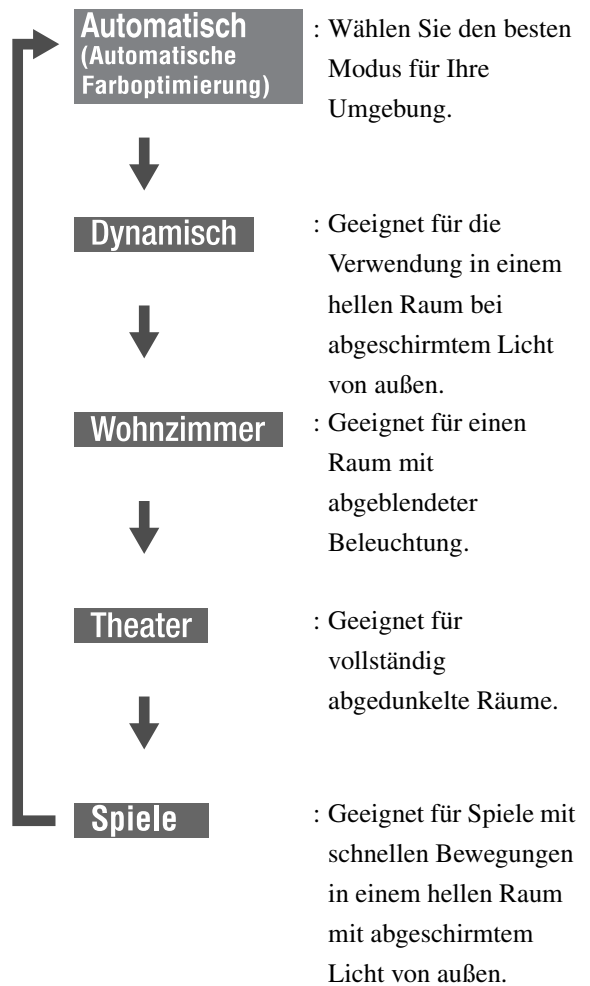 Automatisch
(Automatische
Farboptimierung)
: Wählen Sie den besten
Modus für Ihre
Umgebung.
Dynamisch
: Geeignet für die
Verwendung in einem
hellen Raum bei
abgeschirmtem Licht
von außen.
Wohnzimmer
: Geeignet für einen
Raum mit
abgeblendeter
Beleuchtung.
Theater
: Geeignet für
vollständig
abgedunkelte Räume.
Spiele
: Geeignet für Spiele mit
schnellen Bewegungen
in einem hellen Raum
mit abgeschirmtem
Licht von außen.